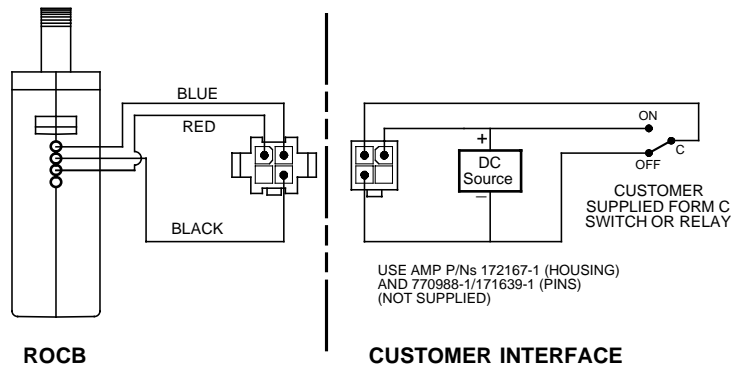 BLUE
RED
BLACK
ROCB
ON
C
OFF
+
DC
Source
–
CUSTOMER
SUPPLIED FORM C
SWITCH OR RELAY
USE AMP P/Ns 172167-1 (HOUSING)
AND 770988-1/171639-1 (PINS)
(NOT SUPPLIED)
CUSTOMER INTERFACE